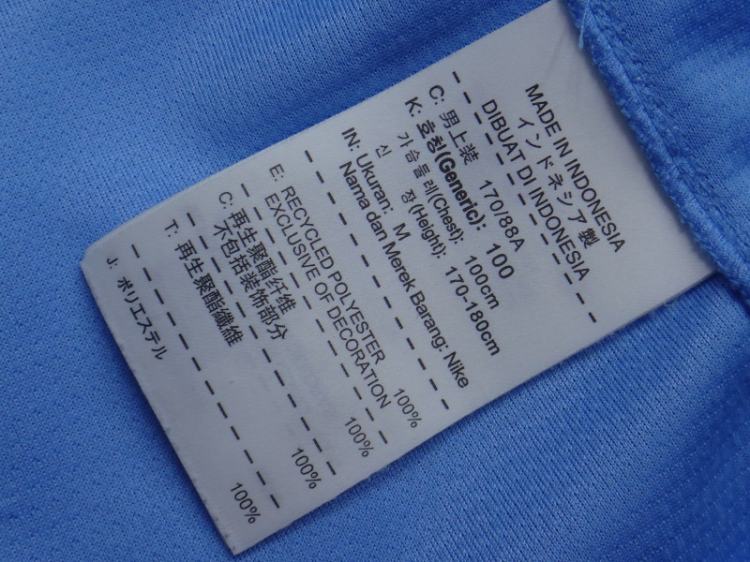 MADE IN INDONESIA
インドネシア製
DIBUAT DI INDONESIA
C: 男上装 170/88A
K: 호칭(Generic): 100
가슴둘레(Chest): 100cm
신 장(Height): 170-180cm
IN: Ukuran: M
Nama dan Merek Barang: Nike
E: RECYCLED POLYESTER 100%
EXCLUSIVE OF DECORATION
C: 再生聚酯纤维 100%
不包括装饰部分
T: 再生聚酯纖維 100%
J: ポリエステル